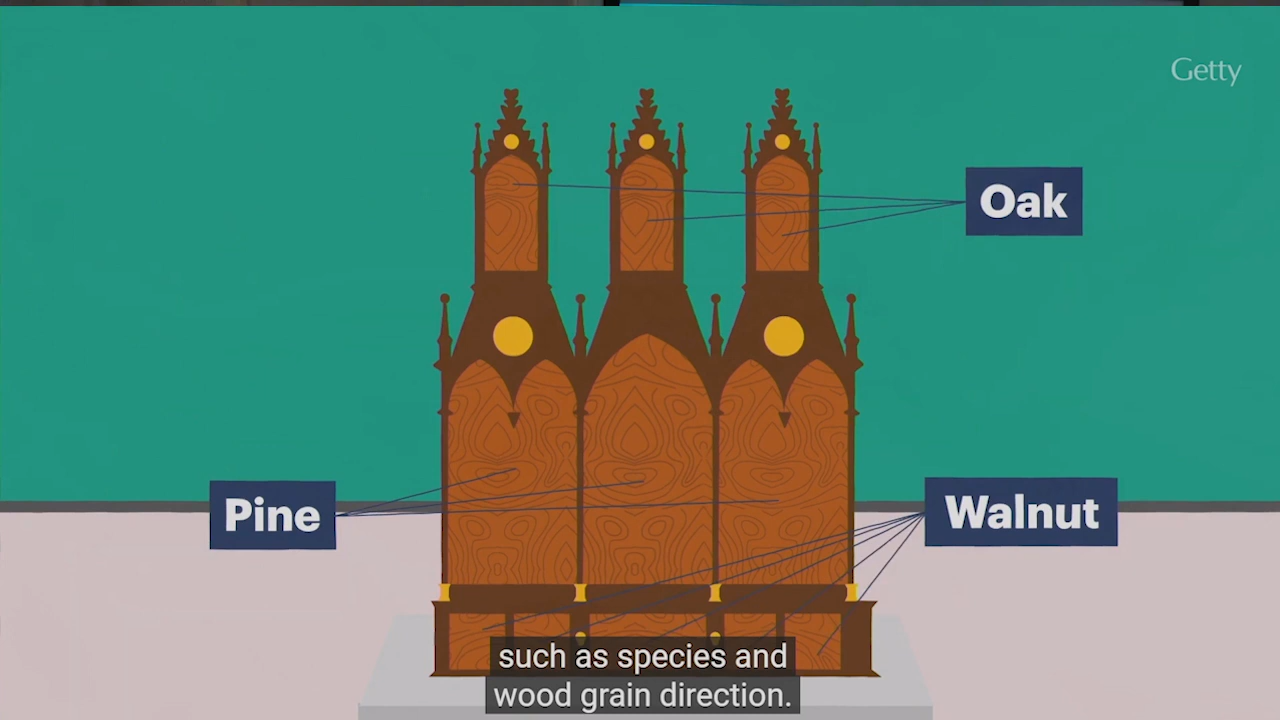 Getty
Oak
Pine
Walnut
such as species and
wood grain direction.